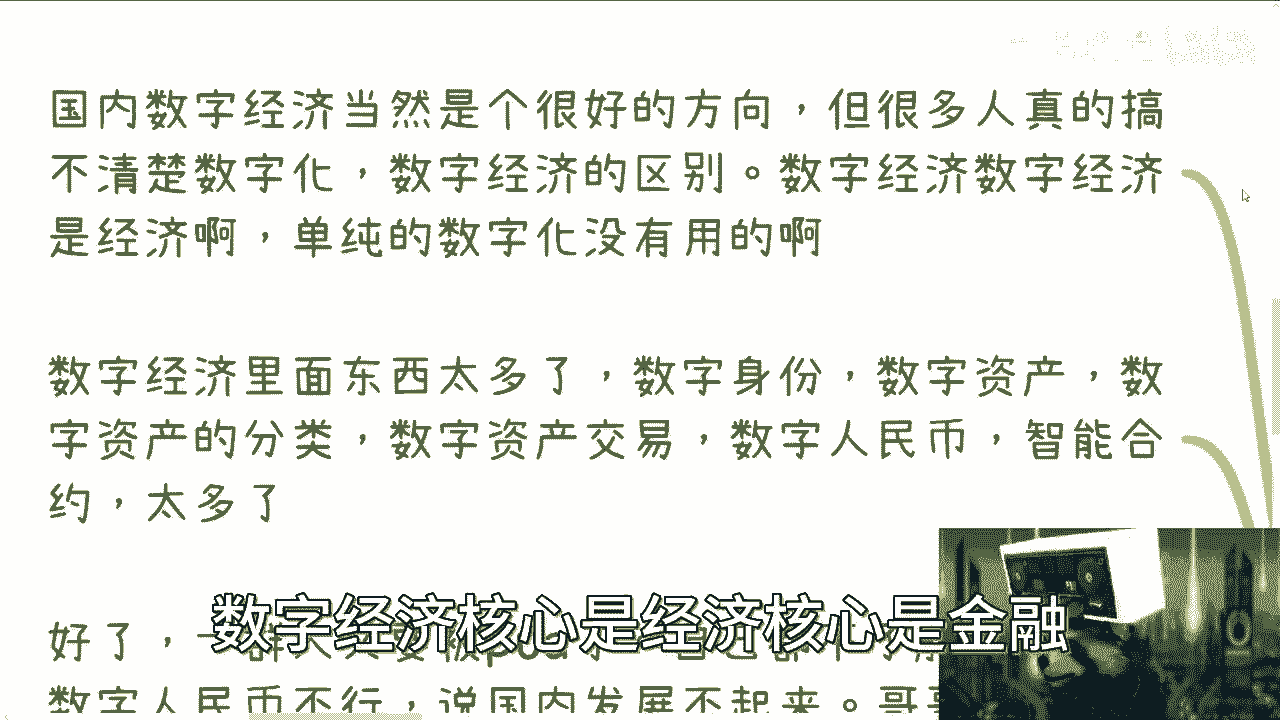 国内数字经济当然是个很好的方向，但很多人真的搞
不清楚数字化，数字经济的区别。数字经济数字经济
是经济啊，单纯的数字化没有用的啊
数字经济里面东西太多了，数字身份，数字资产，数
字资产的分类，数字资产交易，数字人民币，智能合
约，太多了
数字经济核心是经济核心是金融
好了，一群人
数字人民币不行，说国内发展不起来。哥